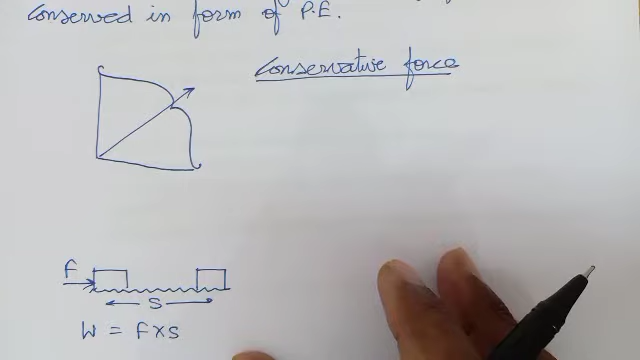 Conserved in form of P.E.
Conservative force
F
S
W = F×S